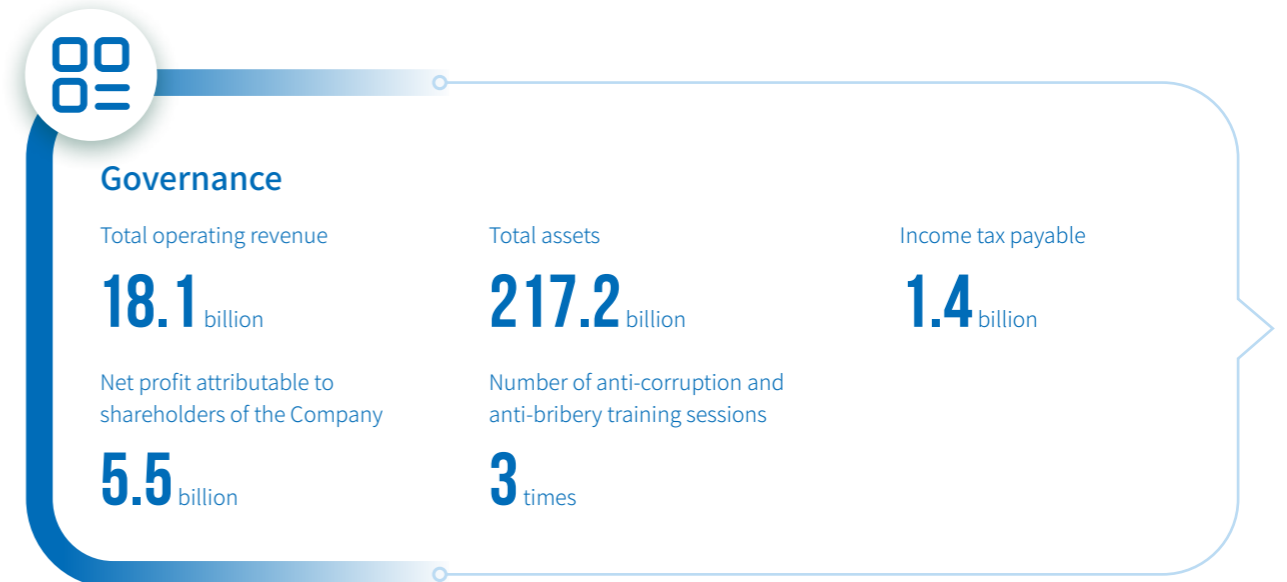 Governance
Total operating revenue
18.1 billion
Total assets
217.2 billion
Income tax payable
1.4 billion
Net profit attributable to
shareholders of the Company
5.5 billion
Number of anti-corruption and
anti-bribery training sessions
3 times